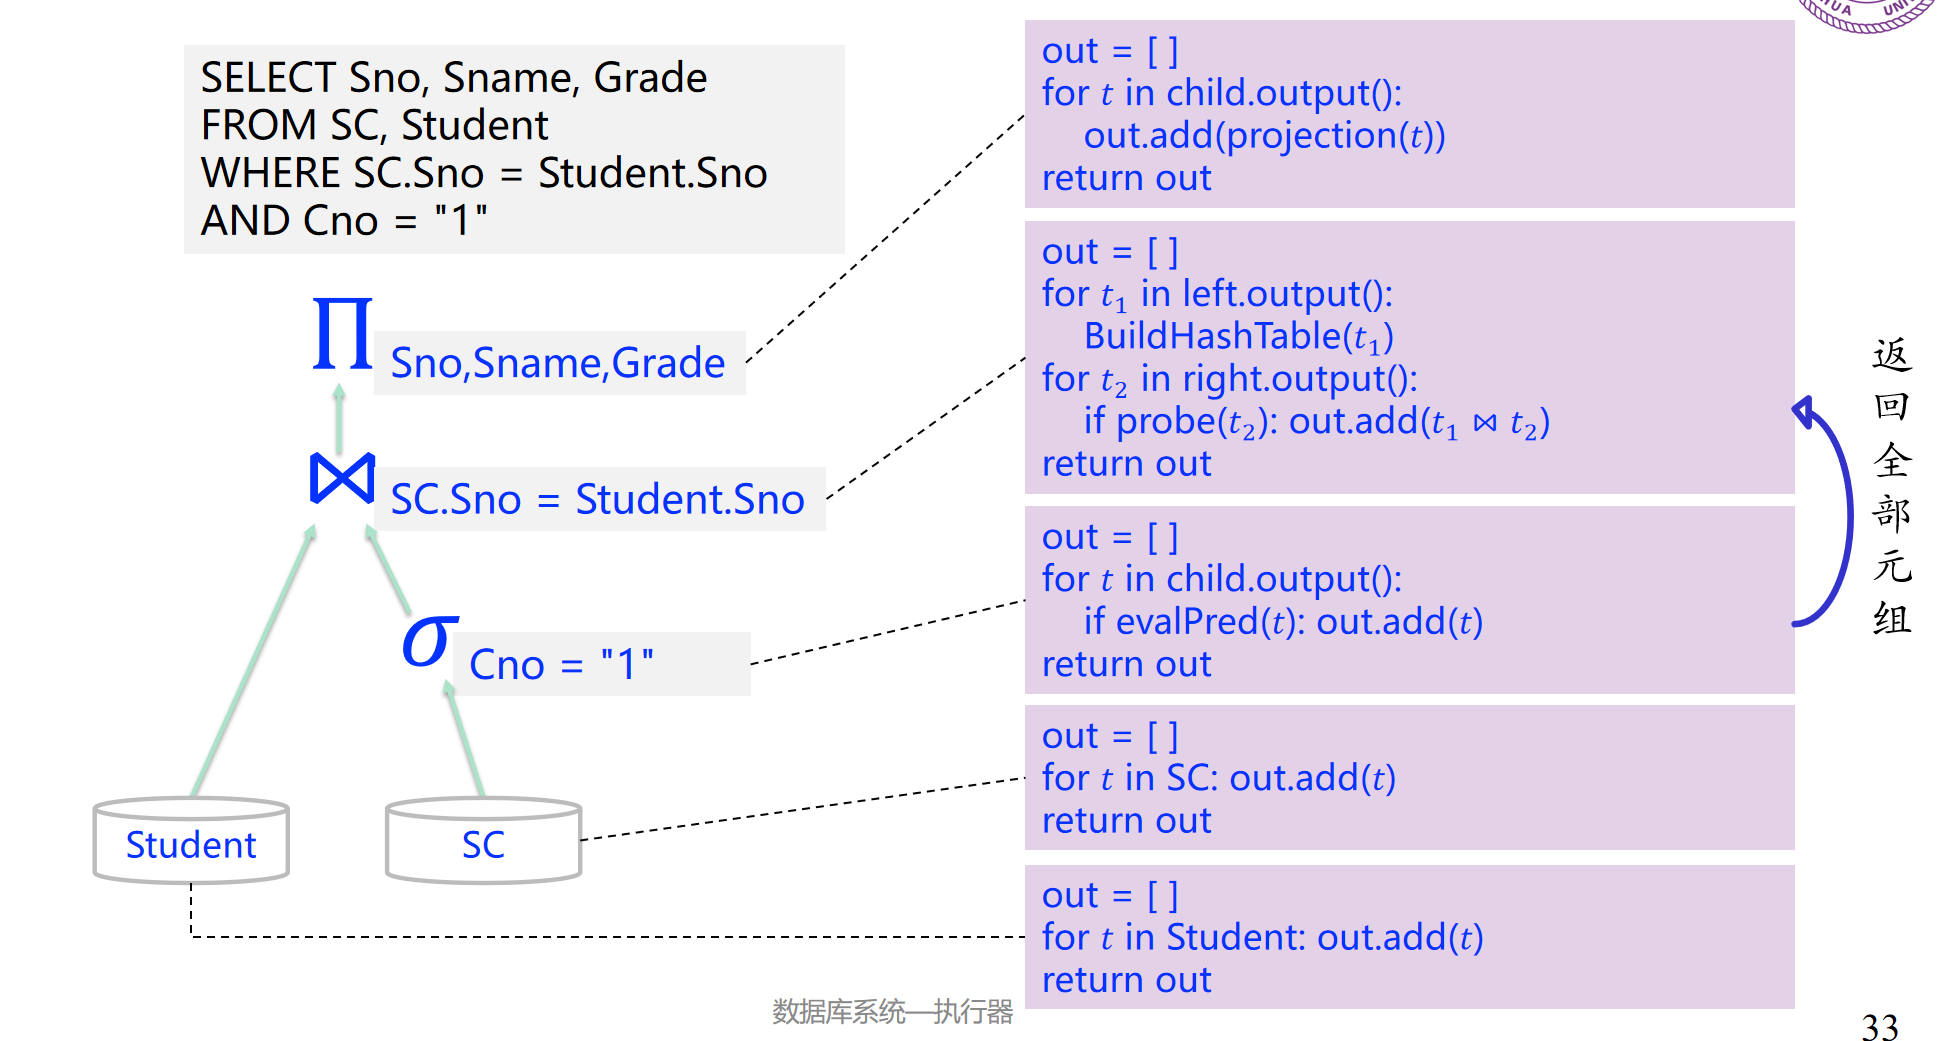 SELECT Sno, Sname, Grade
FROM SC, Student
WHERE SC.Sno = Student.Sno
AND Cno = "1"
∏ Sno,Sname,Grade
⋈ SC.Sno = Student.Sno
σ Cno = "1"
Student
SC
out = [ ]
for t in child.output():
out.add(projection(t))
return out
out = [ ]
for t₁ in left.output():
BuildHashTable(t₁)
for t₂ in right.output():
if probe(t₂): out.add(t₁ ⋈ t₂)
return out
out = [ ]
for t in child.output():
if evalPred(t): out.add(t)
return out
out = [ ]
for t in SC: out.add(t)
return out
out = [ ]
for t in Student: out.add(t)
return out
返回全部元组
数据库系统—执行器
33